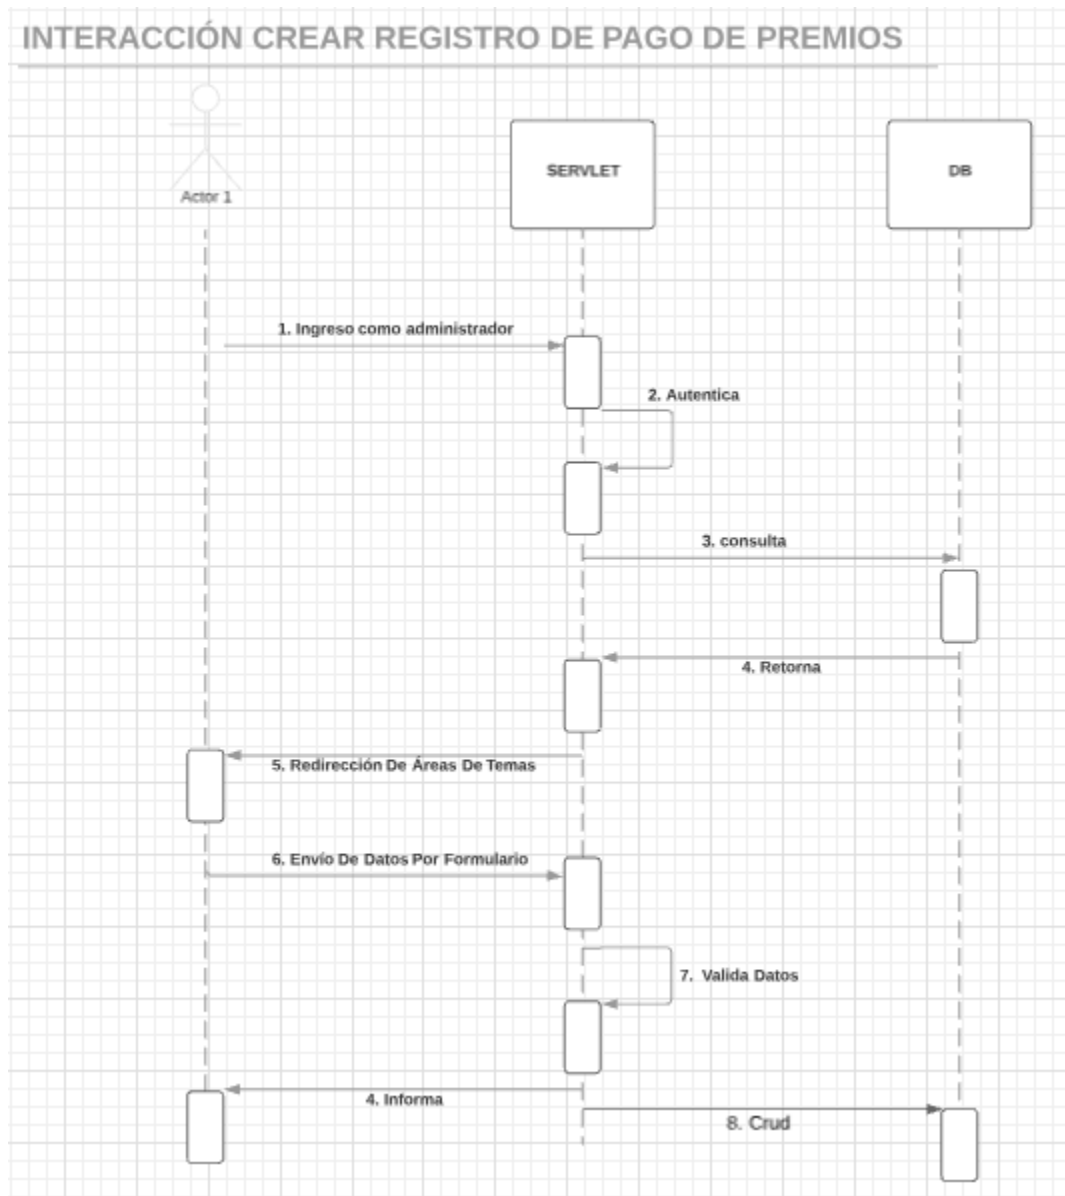 INTERACCIÓN CREAR REGISTRO DE PAGO DE PREMIOS
Actor 1
SERVLET
DB
1. Ingreso como administrador
2. Autentica
3. consulta
4. Retorna
5. Redirección De Áreas De Temas
6. Envío De Datos Por Formulario
7. Valida Datos
4. Informa
8. Crud